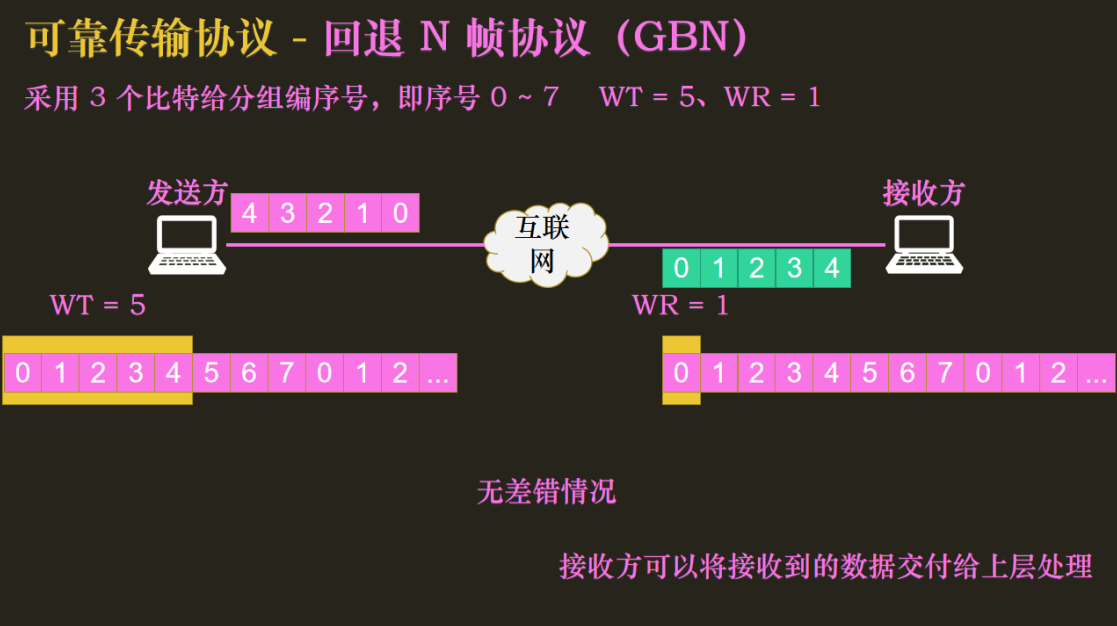 可靠传输协议 - 回退 N 帧协议（GBN）
采用 3 个比特给分组编序号，即序号 0 ~ 7 WT = 5、WR = 1
发送方
接收方
4 3 2 1 0
互联
网
0 1 2 3 4
WT = 5
WR = 1
0 1 2 3 4 5 6 7 0 1 2 ...
0 1 2 3 4 5 6 7 0 1 2 ...
无差错情况
接收方可以将接收到的数据交付给上层处理